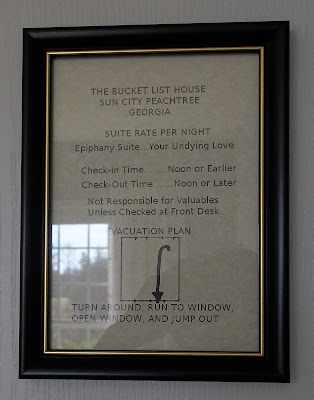 THE BUCKET LIST HOUSE
SUN CITY PEACHTREE
GEORGIA
SUITE RATE PER NIGHT
Epiphany Suite...Your Undying Love
Check-in Time........Noon or Earlier
Check-Out Time.......Noon or Later
Not Responsible for Valuables
Unless Checked at Front Desk
EVACUATION PLAN
TURN AROUND, RUN TO WINDOW,
OPEN WINDOW, AND JUMP OUT